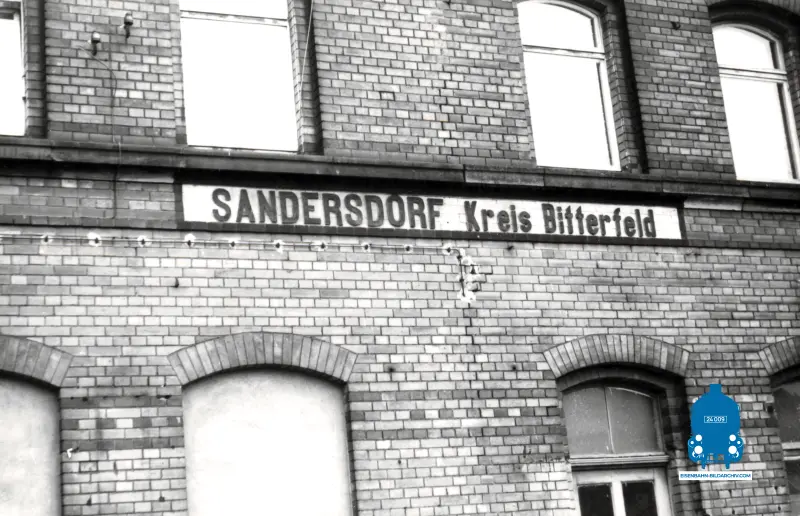 SANDERSDORF Kreis Bitterfeld
24 009
EISENBAHN-BILDARCHIV.COM